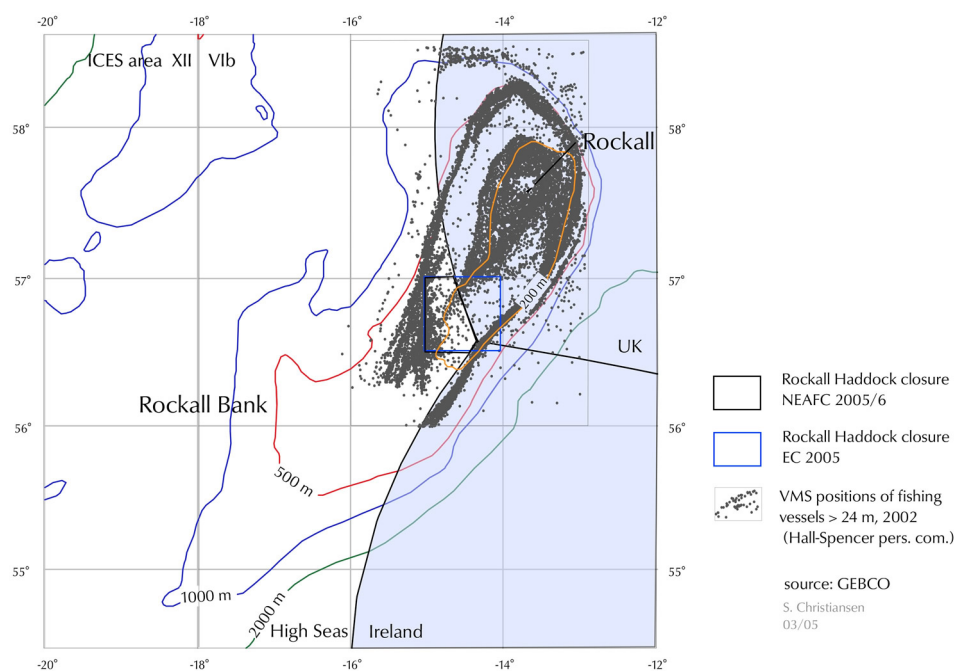 -20° -18° -16° -14° -12°
ICES area XII VIb
58° 58°
Rockall
57° 57°
200 m
UK
Rockall Bank
56° 56°
500 m
55° 55°
1000 m
2000 m
High Seas Ireland
-20° -18° -16° -14° -12°
Rockall Haddock closure
NEAFC 2005/6
Rockall Haddock closure
EC 2005
VMS positions of fishing
vessels > 24 m, 2002
(Hall-Spencer pers. com.)
source: GEBCO
S. Christiansen
03/05